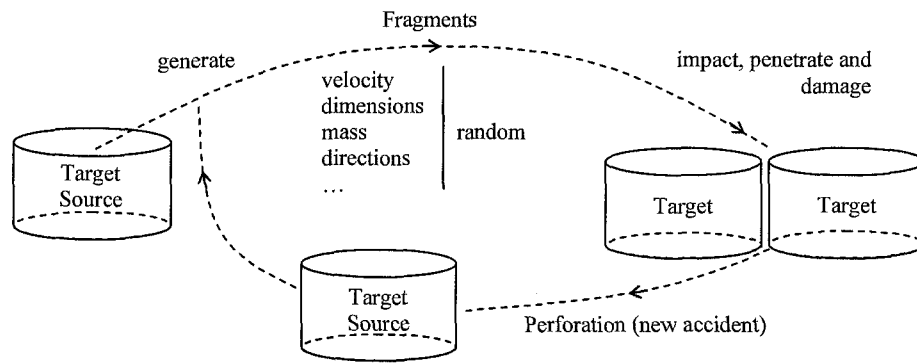 Fragments
generate
impact, penetrate and
damage
velocity
dimensions
mass
directions
...
random
Target
Source
Target
Target
Target
Source
Perforation (new accident)